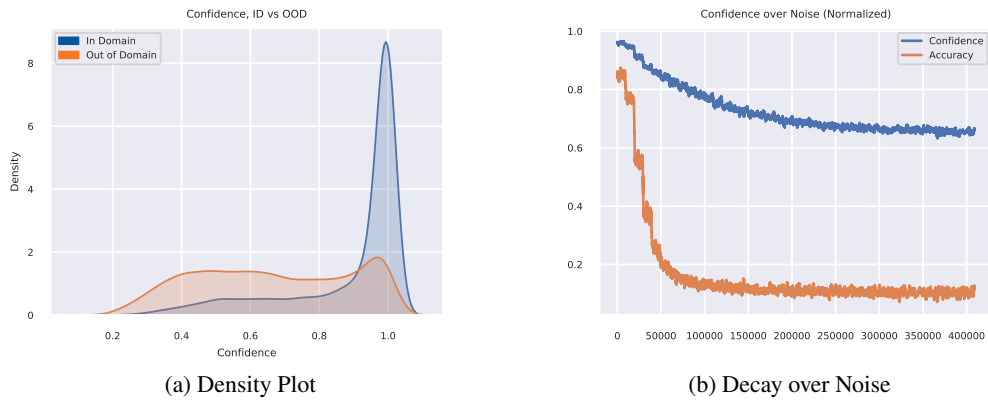 Confidence, ID vs OOD
In Domain
Out of Domain
8
6
4
2
0
Density
0.2 0.4 0.6 0.8 1.0
Confidence
(a) Density Plot
Confidence over Noise (Normalized)
Confidence
Accuracy
1.0
0.8
0.6
0.4
0.2
0 50000 100000 150000 200000 250000 300000 350000 400000
(b) Decay over Noise